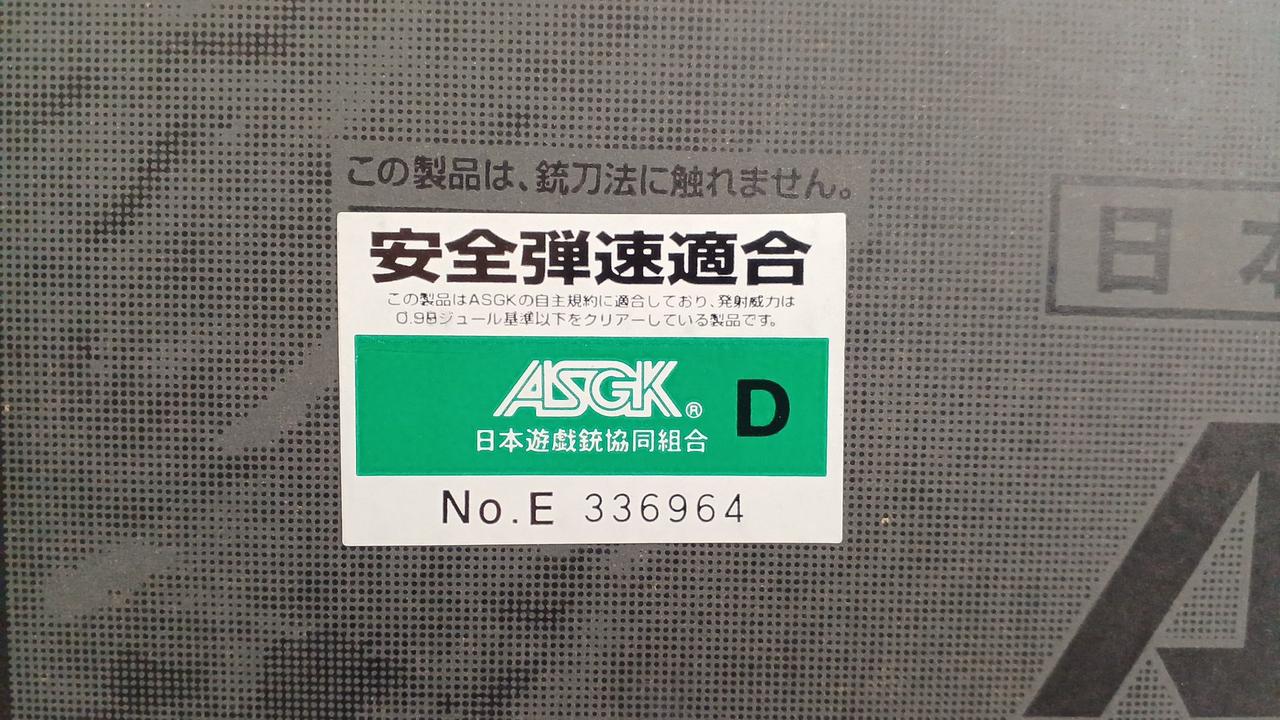 この製品は、銃刀法に触れません。
安全弾速適合
この製品はASGKの自主規約に適合しており、発射威力は
0.98ジュール基準以下をクリアーしている製品です。
ASGK®
D
日本遊戯銃協同組合
No.E 336964
日本
A